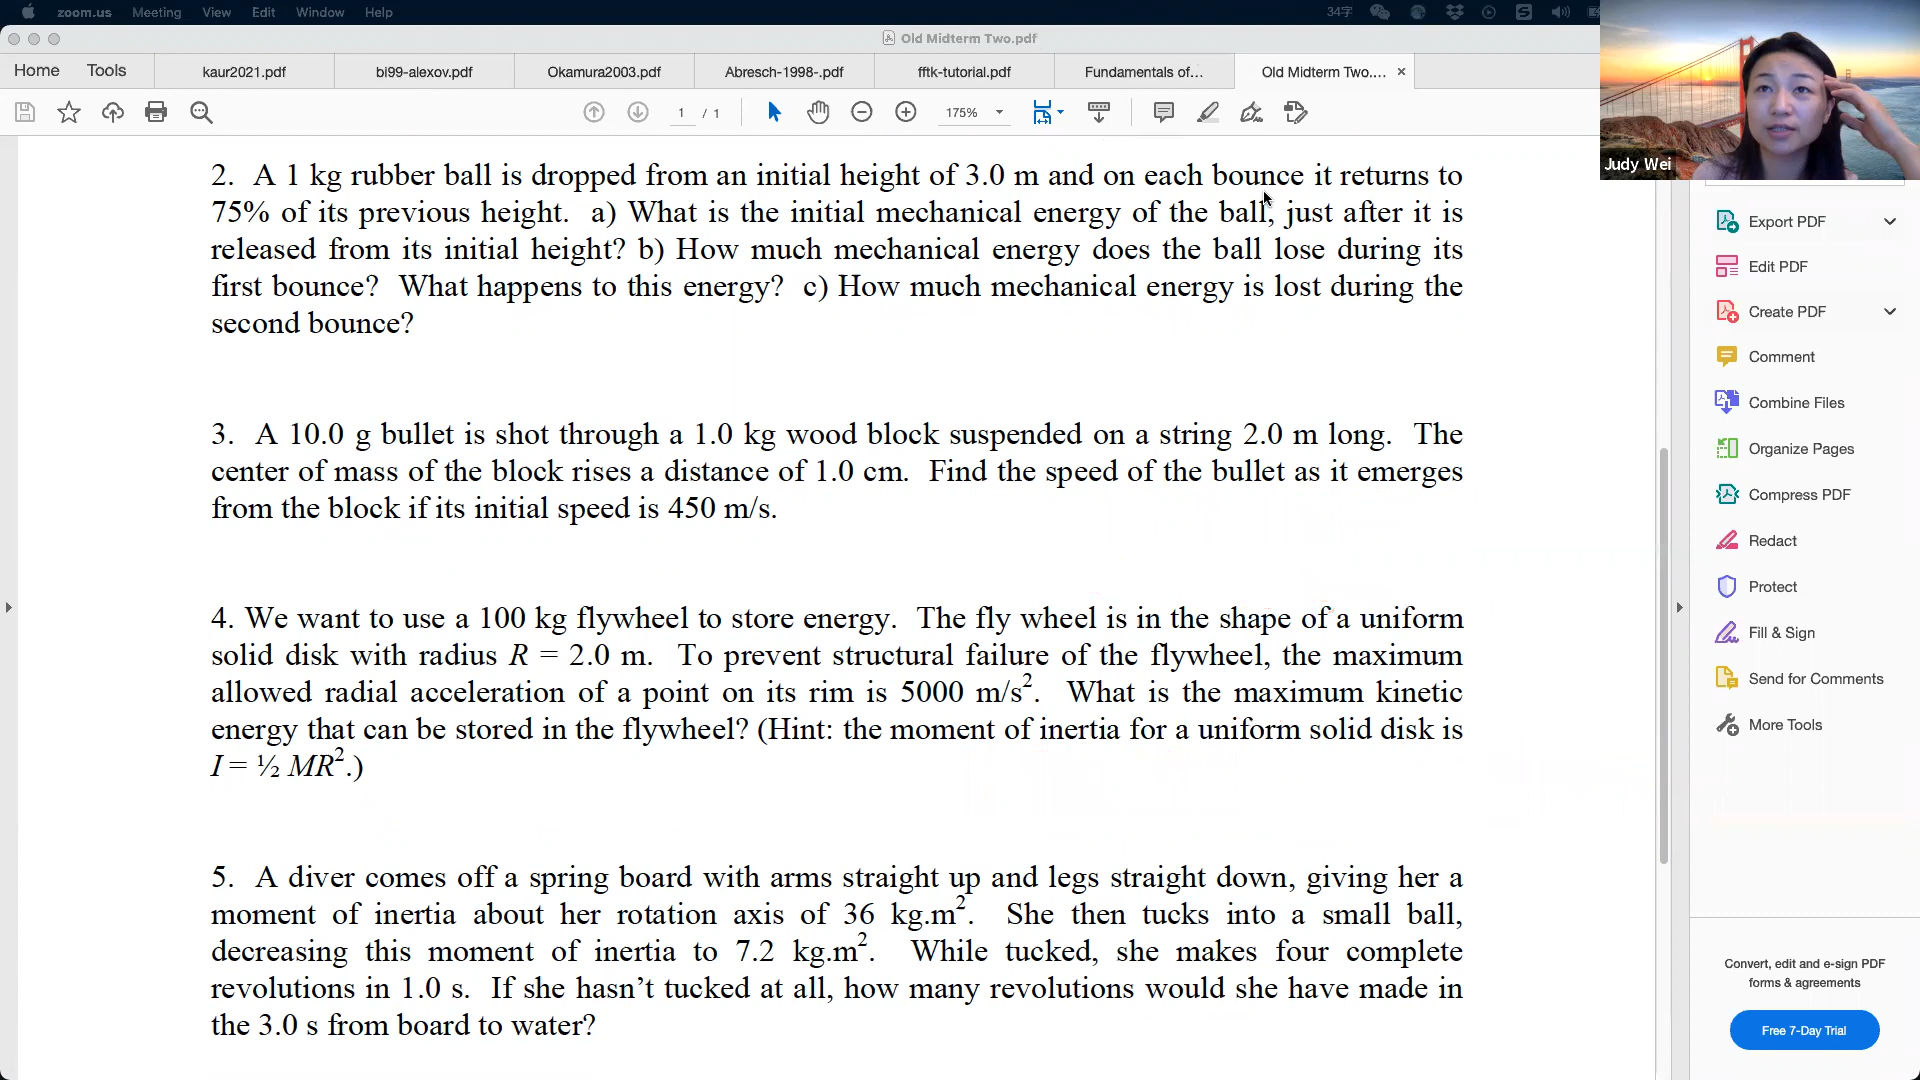 zoom.us Meeting View Edit Window Help 34字
Old Midterm Two.pdf
Home Tools kaur2021.pdf bi99-alexov.pdf Okamura2003.pdf Abresch-1998-.pdf fftk-tutorial.pdf Fundamentals of... Old Midterm Two.... ×
1 / 1 175%
Judy Wei
2. A 1 kg rubber ball is dropped from an initial height of 3.0 m and on each bounce it returns to
75% of its previous height. a) What is the initial mechanical energy of the ball, just after it is
released from its initial height? b) How much mechanical energy does the ball lose during its
first bounce? What happens to this energy? c) How much mechanical energy is lost during the
second bounce?
3. A 10.0 g bullet is shot through a 1.0 kg wood block suspended on a string 2.0 m long. The
center of mass of the block rises a distance of 1.0 cm. Find the speed of the bullet as it emerges
from the block if its initial speed is 450 m/s.
4. We want to use a 100 kg flywheel to store energy. The fly wheel is in the shape of a uniform
solid disk with radius R = 2.0 m. To prevent structural failure of the flywheel, the maximum
allowed radial acceleration of a point on its rim is 5000 m/s². What is the maximum kinetic
energy that can be stored in the flywheel? (Hint: the moment of inertia for a uniform solid disk is
I = ½ MR².)
5. A diver comes off a spring board with arms straight up and legs straight down, giving her a
moment of inertia about her rotation axis of 36 kg.m². She then tucks into a small ball,
decreasing this moment of inertia to 7.2 kg.m². While tucked, she makes four complete
revolutions in 1.0 s. If she hasn't tucked at all, how many revolutions would she have made in
the 3.0 s from board to water?
Export PDF
Edit PDF
Create PDF
Comment
Combine Files
Organize Pages
Compress PDF
Redact
Protect
Fill & Sign
Send for Comments
More Tools
Convert, edit and e-sign PDF
forms & agreements
Free 7-Day Trial